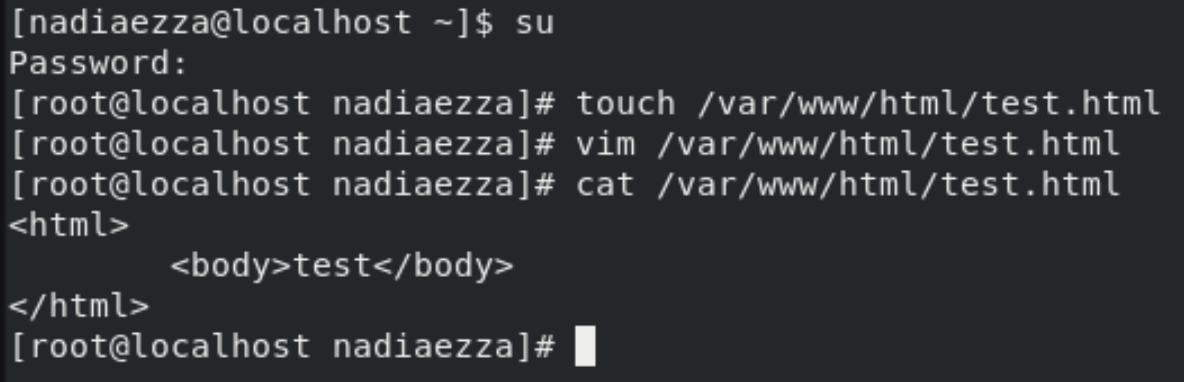 [nadiaezza@localhost ~]$ su
Password:
[root@localhost nadiaezza]# touch /var/www/html/test.html
[root@localhost nadiaezza]# vim /var/www/html/test.html
[root@localhost nadiaezza]# cat /var/www/html/test.html
<html>
        <body>test</body>
</html>
[root@localhost nadiaezza]#